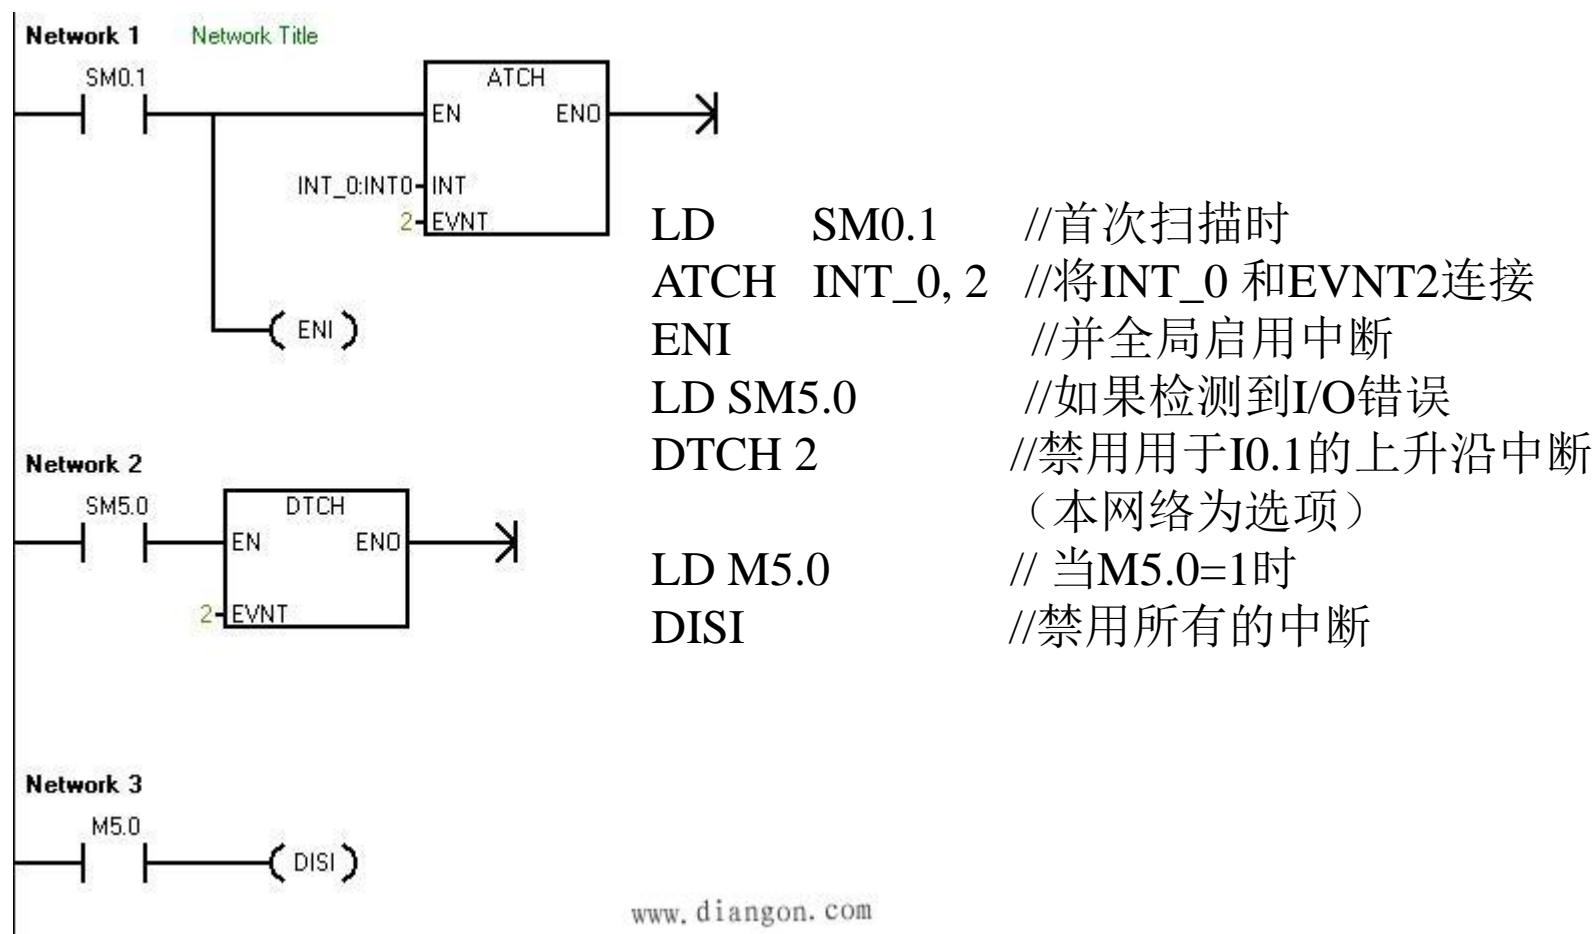 Network 1 Network Title
SM0.1
ATCH
EN ENO
INT_0:INT0 INT
2 EVNT
ENI
Network 2
SM5.0
DTCH
EN ENO
2 EVNT
Network 3
M5.0
DISI
LD SM0.1 //首次扫描时
ATCH INT_0, 2 //将INT_0 和EVNT2连接
ENI //并全局启用中断
LD SM5.0 //如果检测到I/O错误
DTCH 2 //禁用用于I0.1的上升沿中断
（本网络为选项）
LD M5.0 // 当M5.0=1时
DISI //禁用所有的中断
www.diangon.com